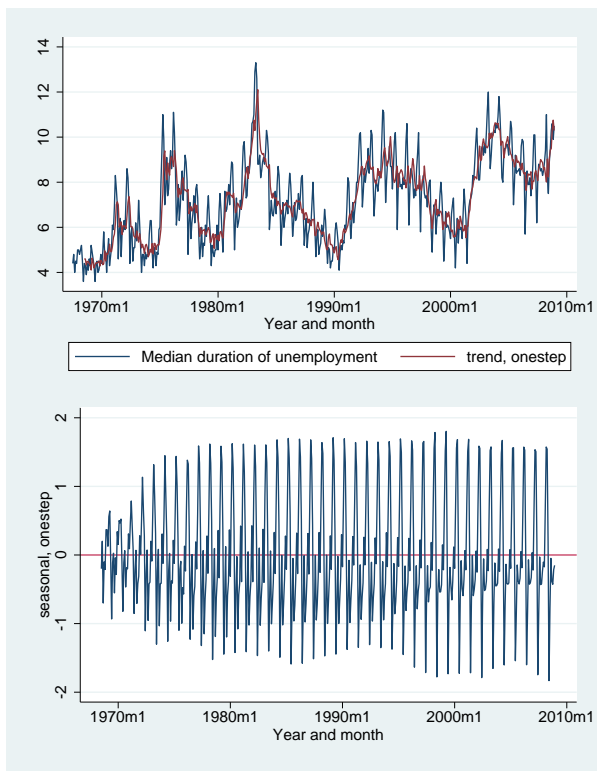 14
12
10
8
6
4
1970m1 1980m1 1990m1 2000m1 2010m1
Year and month
Median duration of unemployment trend, onestep
2
1
0
-1
-2
seasonal, onestep
1970m1 1980m1 1990m1 2000m1 2010m1
Year and month